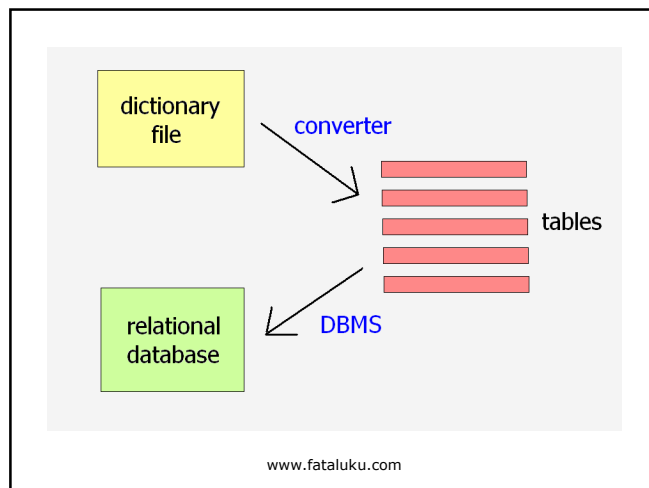 dictionary
file
converter
tables
DBMS
relational
database
www.fataluku.com